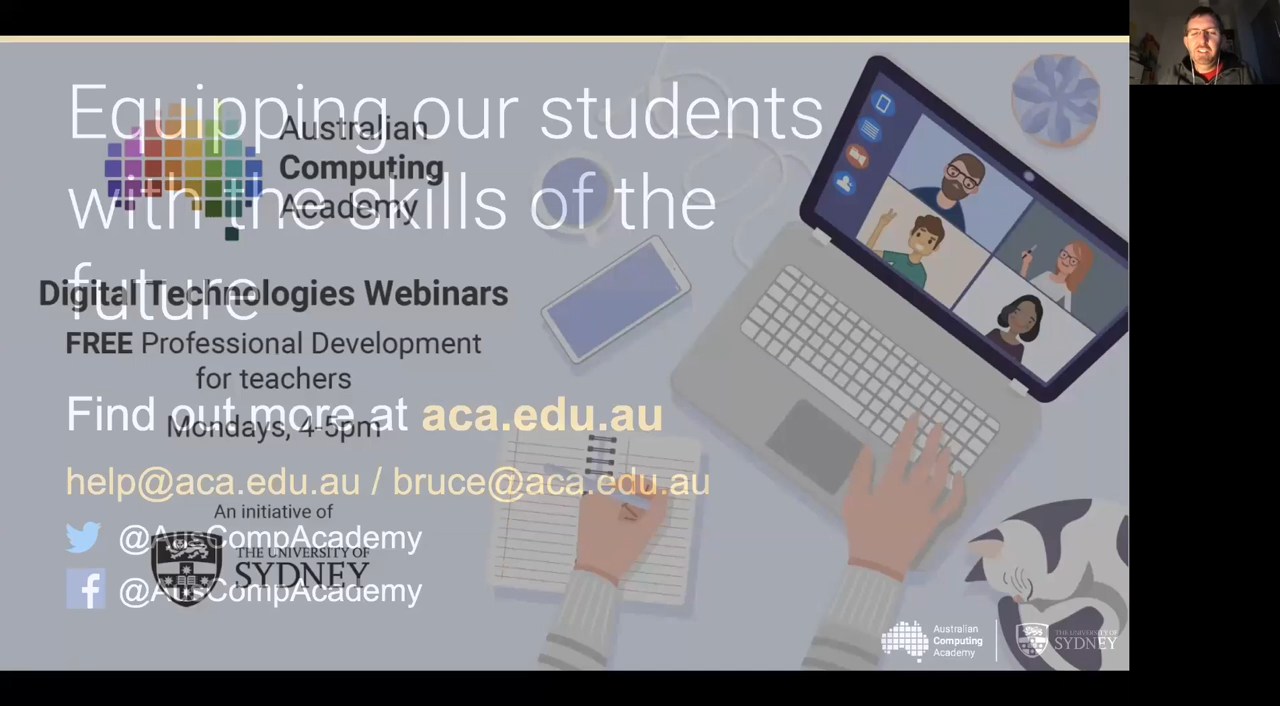 Equipping our students
with the skills of the
future
Find out more at aca.edu.au
help@aca.edu.au / bruce@aca.edu.au
@AusCompAcademy
@AusCompAcademy
Australian
Computing
Academy
Digital Technologies Webinars
FREE Professional Development
for teachers
Mondays, 4-5pm
An initiative of
THE UNIVERSITY OF
SYDNEY
Australian
Computing
Academy
THE UNIVERSITY OF
SYDNEY